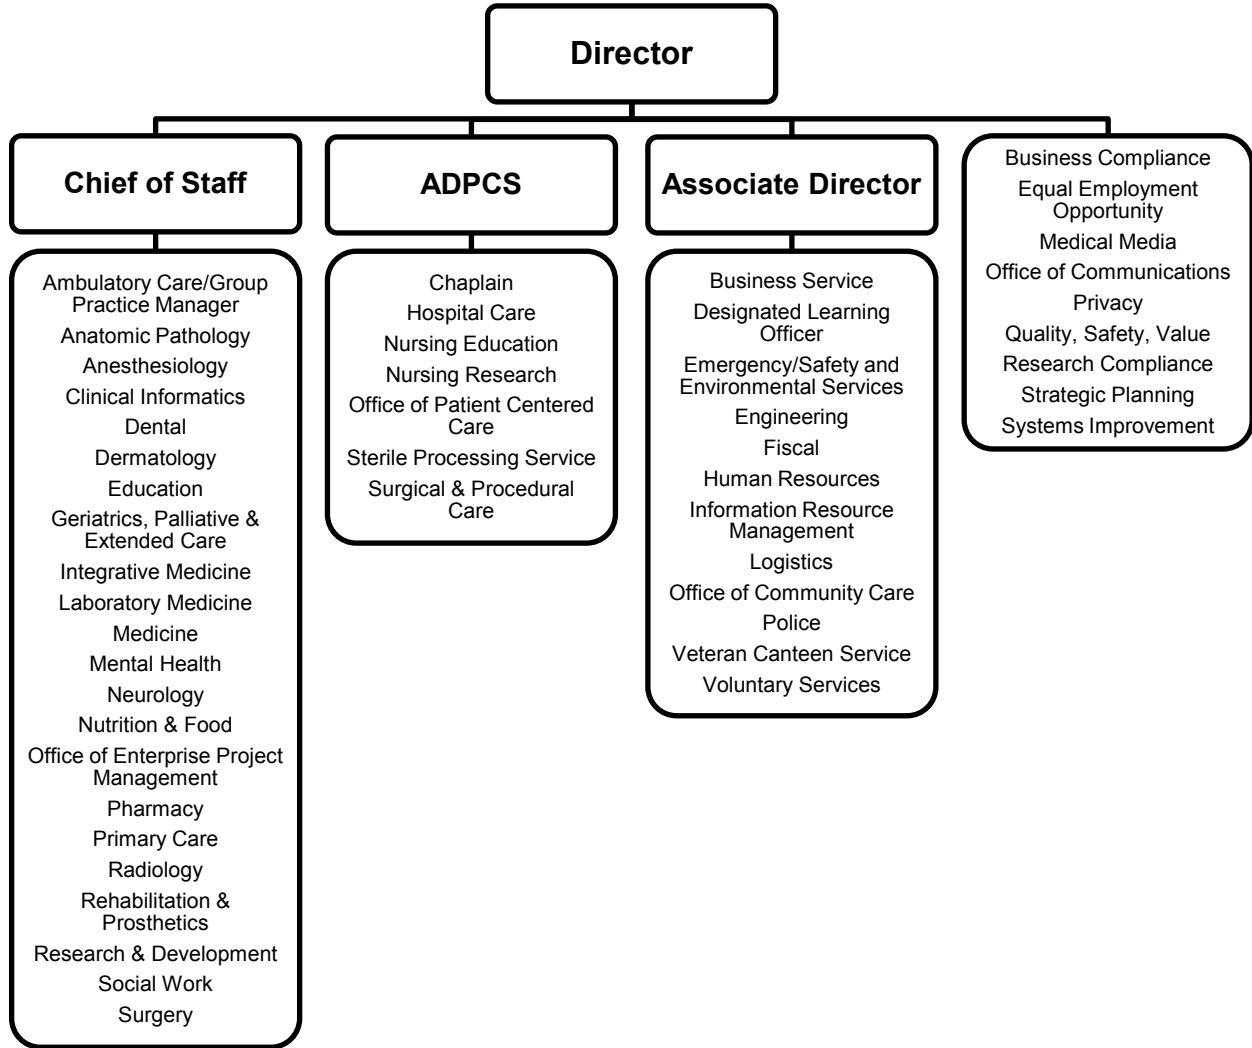 Director
Chief of Staff
Ambulatory Care/Group
Practice Manager
Anatomic Pathology
Anesthesiology
Clinical Informatics
Dental
Dermatology
Education
Geriatrics, Palliative &
Extended Care
Integrative Medicine
Laboratory Medicine
Medicine
Mental Health
Neurology
Nutrition & Food
Office of Enterprise Project
Management
Pharmacy
Primary Care
Radiology
Rehabilitation &
Prosthetics
Research & Development
Social Work
Surgery
ADPCS
Chaplain
Hospital Care
Nursing Education
Nursing Research
Office of Patient Centered
Care
Sterile Processing Service
Surgical & Procedural
Care
Associate Director
Business Service
Designated Learning
Officer
Emergency/Safety and
Environmental Services
Engineering
Fiscal
Human Resources
Information Resource
Management
Logistics
Office of Community Care
Police
Veteran Canteen Service
Voluntary Services
Business Compliance
Equal Employment
Opportunity
Medical Media
Office of Communications
Privacy
Quality, Safety, Value
Research Compliance
Strategic Planning
Systems Improvement